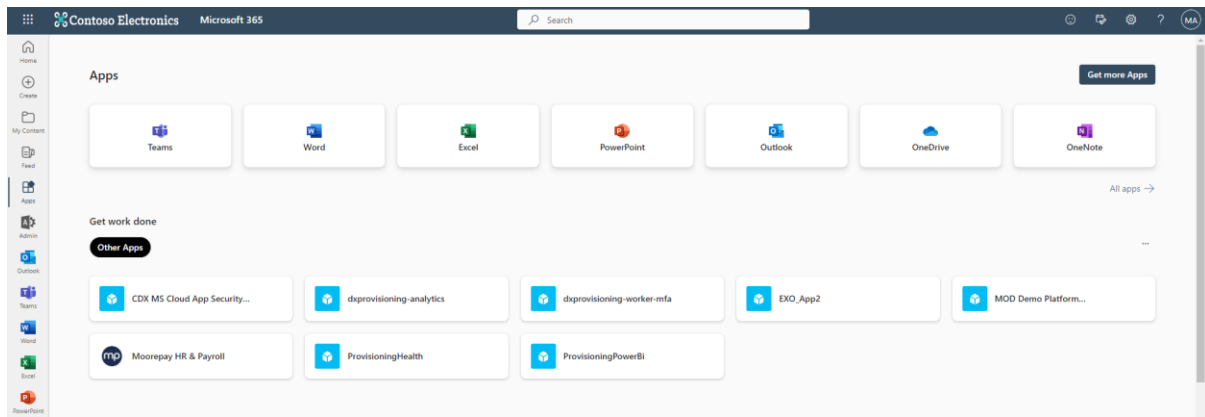 Contoso Electronics Microsoft 365 Search ? MA
Home
Create
My Content
Feed
Apps
Admin
Outlook
Teams
Word
Excel
PowerPoint
Apps Get more Apps
Teams Word Excel PowerPoint Outlook OneDrive OneNote
All apps →
Get work done
Other Apps ...
CDX MS Cloud App Security... dxprovisioning-analytics dxprovisioning-worker-mfa EXO_App2 MOD Demo Platform...
mp Moorepay HR & Payroll ProvisioningHealth ProvisioningPowerBi